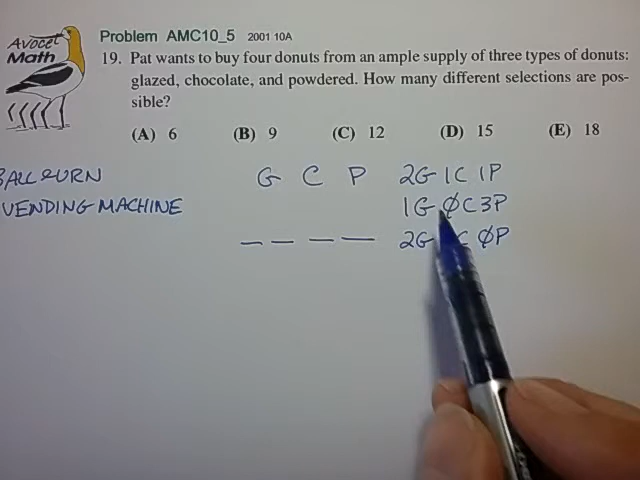 Avocet
Math
Problem AMC10_5 2001 10A
19. Pat wants to buy four donuts from an ample supply of three types of donuts:
glazed, chocolate, and powdered. How many different selections are pos-
sible?
(A) 6 (B) 9 (C) 12 (D) 15 (E) 18
BALL & URN G C P 2G 1C 1P
VENDING MACHINE 1G ØC 3P
2G C ØP